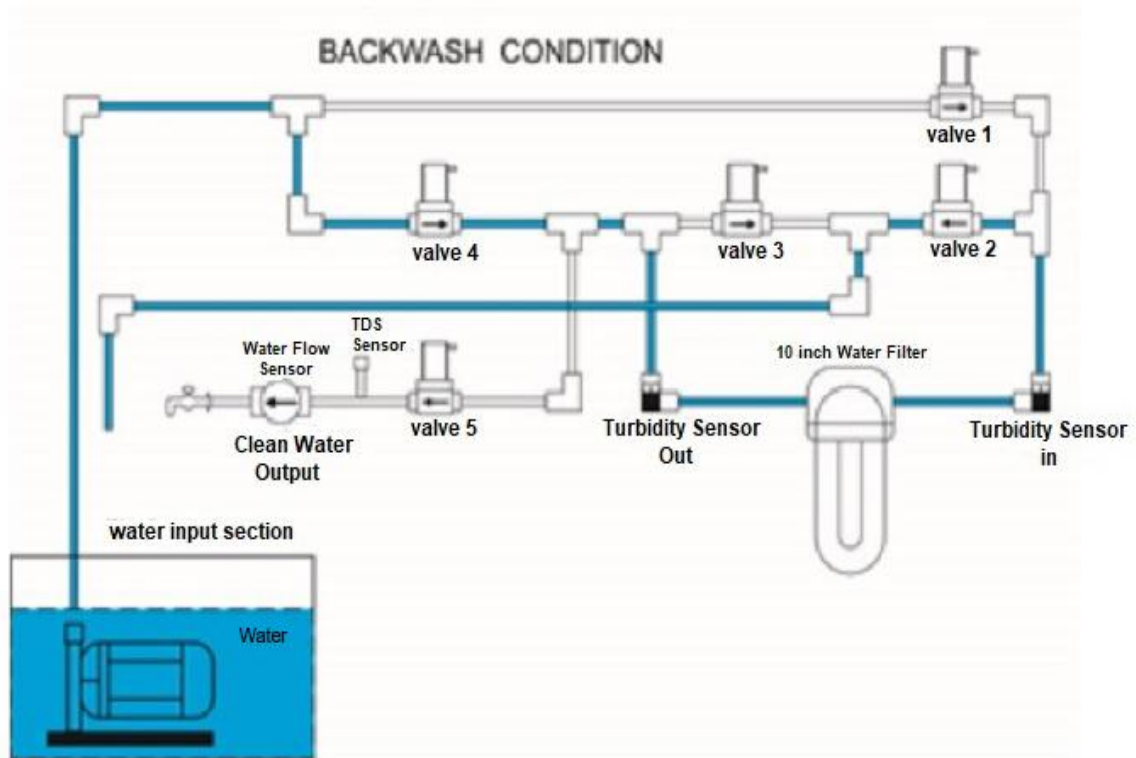 BACKWASH CONDITION
valve 1
valve 4
valve 3
valve 2
TDS
Sensor
Water Flow
Sensor
10 inch Water Filter
valve 5
Clean Water
Output
Turbidity Sensor
Out
Turbidity Sensor
in
water input section
Water